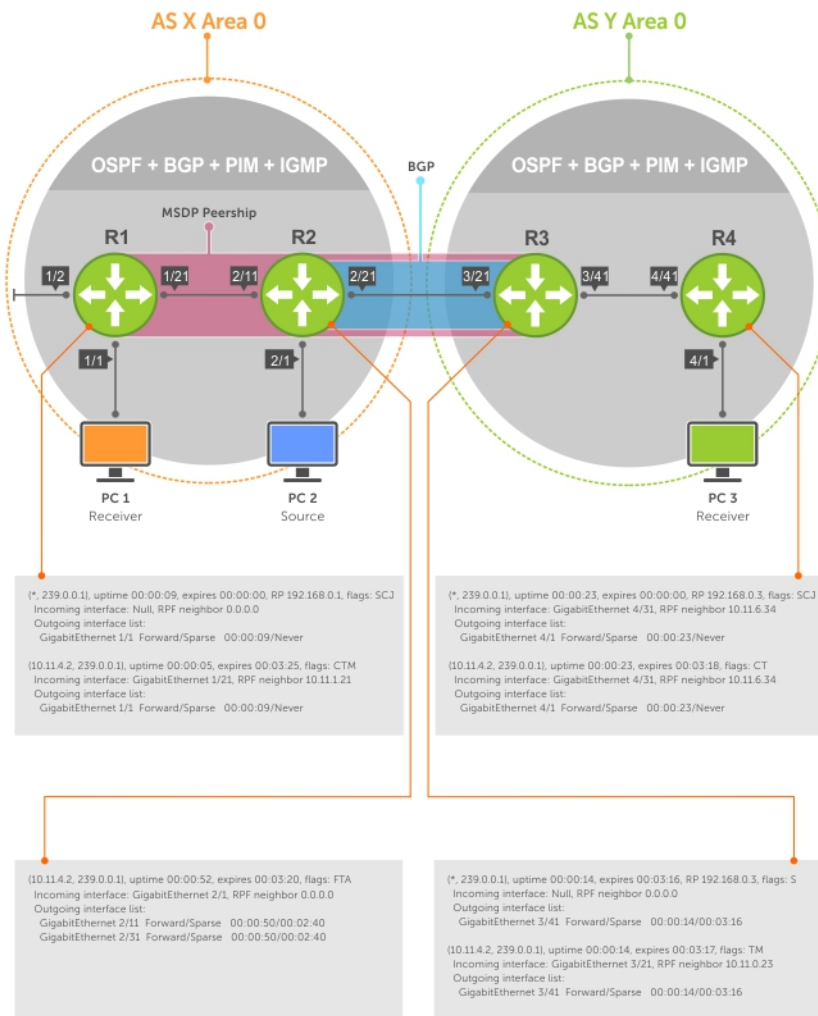 AS X Area 0
AS Y Area 0
OSPF + BGP + PIM + IGMP
BGP
OSPF + BGP + PIM + IGMP
MSDP Peership
R1
R2
R3
R4
1/2
1/21
2/11
2/21
3/21
3/41
4/41
1/1
2/1
4/1
PC 1
Receiver
PC 2
Source
PC 3
Receiver
(*, 239.0.0.1), uptime 00:00:09, expires 00:00:00, RP 192.168.0.1, flags: SCJ
Incoming interface: Null, RPF neighbor 0.0.0.0
Outgoing interface list:
GigabitEthernet 1/1 Forward/Sparse 00:00:09/Never
(10.11.4.2, 239.0.0.1), uptime 00:00:05, expires 00:03:25, flags: CTM
Incoming interface: GigabitEthernet 1/21, RPF neighbor 10.11.1.21
Outgoing interface list:
GigabitEthernet 1/1 Forward/Sparse 00:00:09/Never
(*, 239.0.0.1), uptime 00:00:23, expires 00:00:00, RP 192.168.0.3, flags: SCJ
Incoming interface: GigabitEthernet 4/31, RPF neighbor 10.11.6.34
Outgoing interface list:
GigabitEthernet 4/1 Forward/Sparse 00:00:23/Never
(10.11.4.2, 239.0.0.1), uptime 00:00:23, expires 00:03:18, flags: CT
Incoming interface: GigabitEthernet 4/31, RPF neighbor 10.11.6.34
Outgoing interface list:
GigabitEthernet 4/1 Forward/Sparse 00:00:23/Never
(10.11.4.2, 239.0.0.1), uptime 00:00:52, expires 00:03:20, flags: FTA
Incoming interface: GigabitEthernet 2/1, RPF neighbor 0.0.0.0
Outgoing interface list:
GigabitEthernet 2/11 Forward/Sparse 00:00:50/00:02:40
GigabitEthernet 2/31 Forward/Sparse 00:00:50/00:02:40
(*, 239.0.0.1), uptime 00:00:14, expires 00:03:16, RP 192.168.0.3, flags: S
Incoming interface: Null, RPF neighbor 0.0.0.0
Outgoing interface list:
GigabitEthernet 3/41 Forward/Sparse 00:00:14/00:03:16
(10.11.4.2, 239.0.0.1), uptime 00:00:14, expires 00:03:17, flags: TM
Incoming interface: GigabitEthernet 3/21, RPF neighbor 10.11.0.23
Outgoing interface list:
GigabitEthernet 3/41 Forward/Sparse 00:00:14/00:03:16